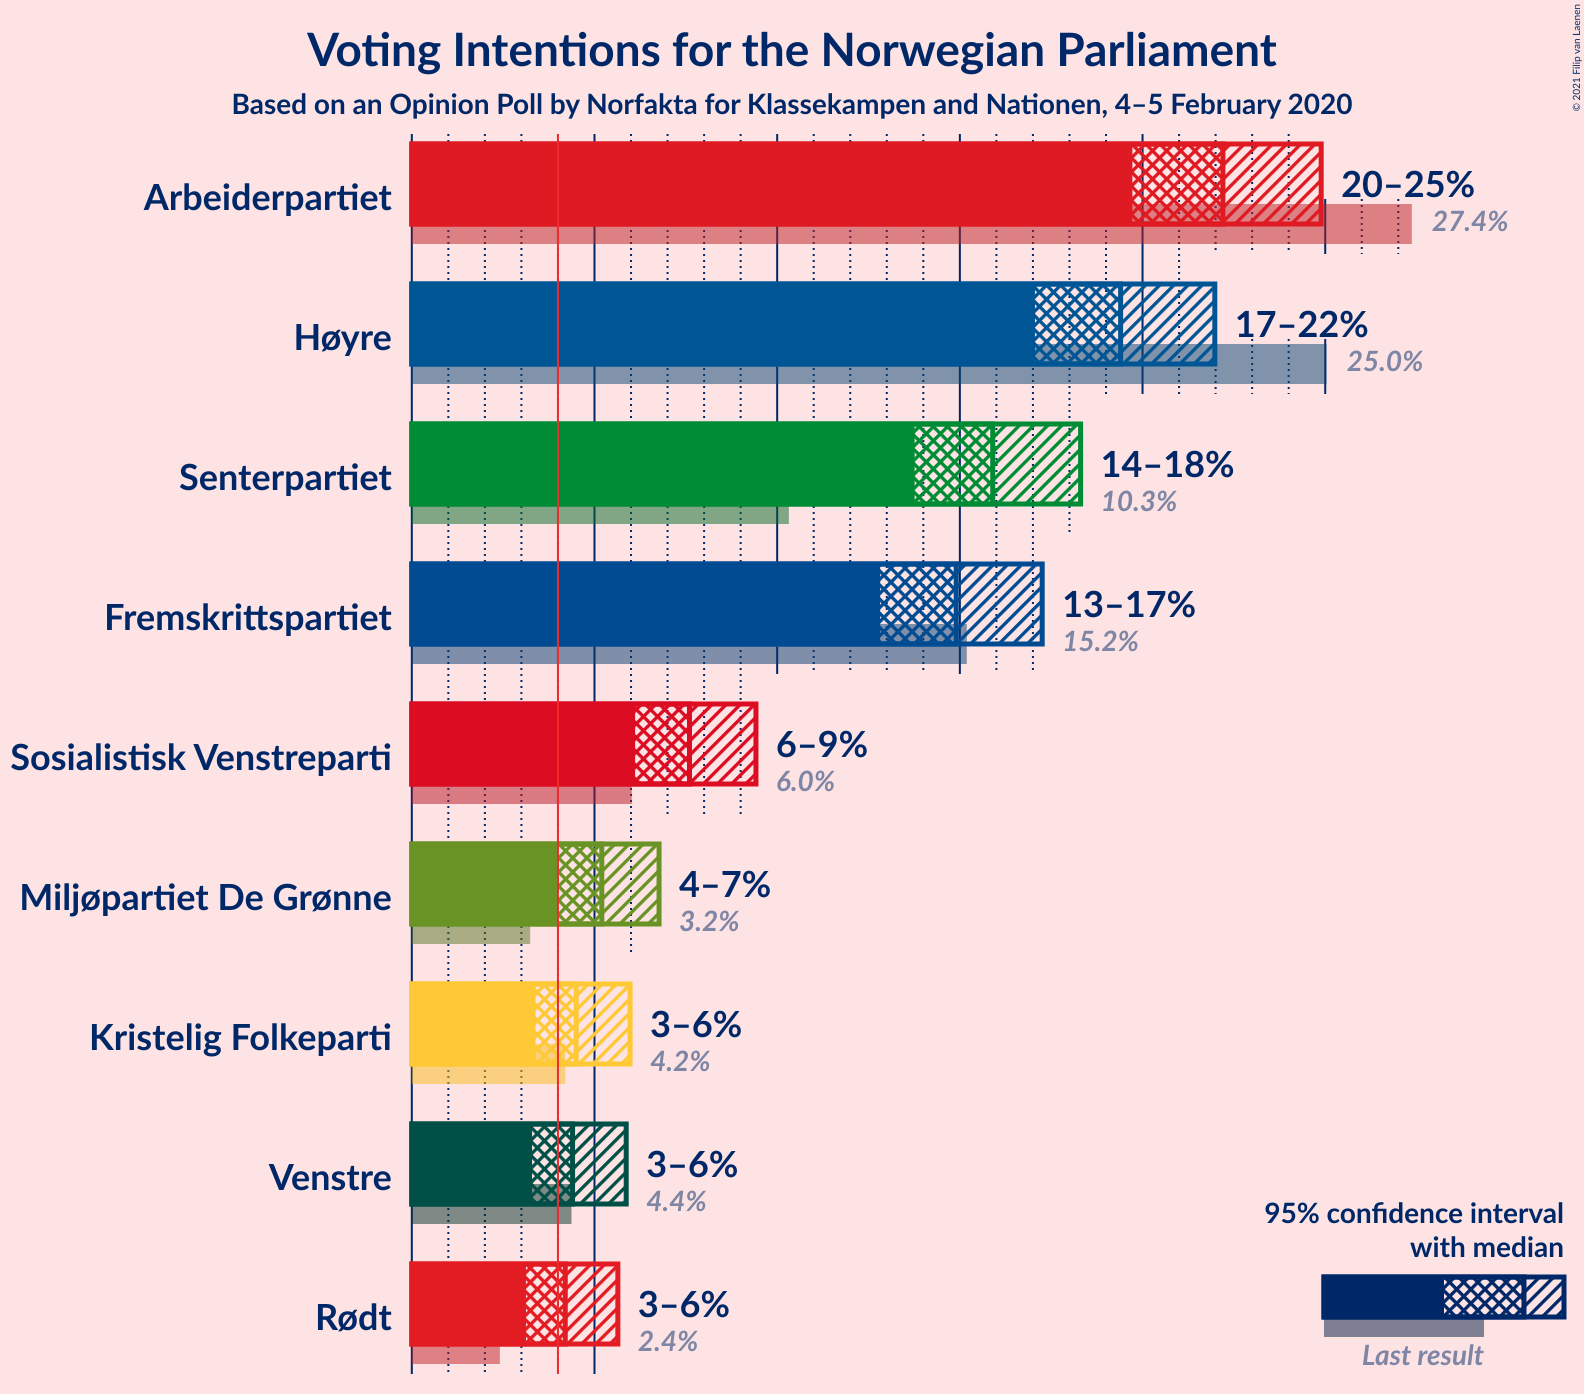 Voting Intentions for the Norwegian Parliament
Based on an Opinion Poll by Norfakta for Klassekampen and Nationen, 4–5 February 2020
© 2021 Filip van Laenen
Arbeiderpartiet
20–25%
27.4%
Høyre
17–22%
25.0%
Senterpartiet
14–18%
10.3%
Fremskrittspartiet
13–17%
15.2%
Sosialistisk Venstreparti
6–9%
6.0%
Miljøpartiet De Grønne
4–7%
3.2%
Kristelig Folkeparti
3–6%
4.2%
Venstre
3–6%
4.4%
Rødt
3–6%
2.4%
95% confidence interval
with median
Last result